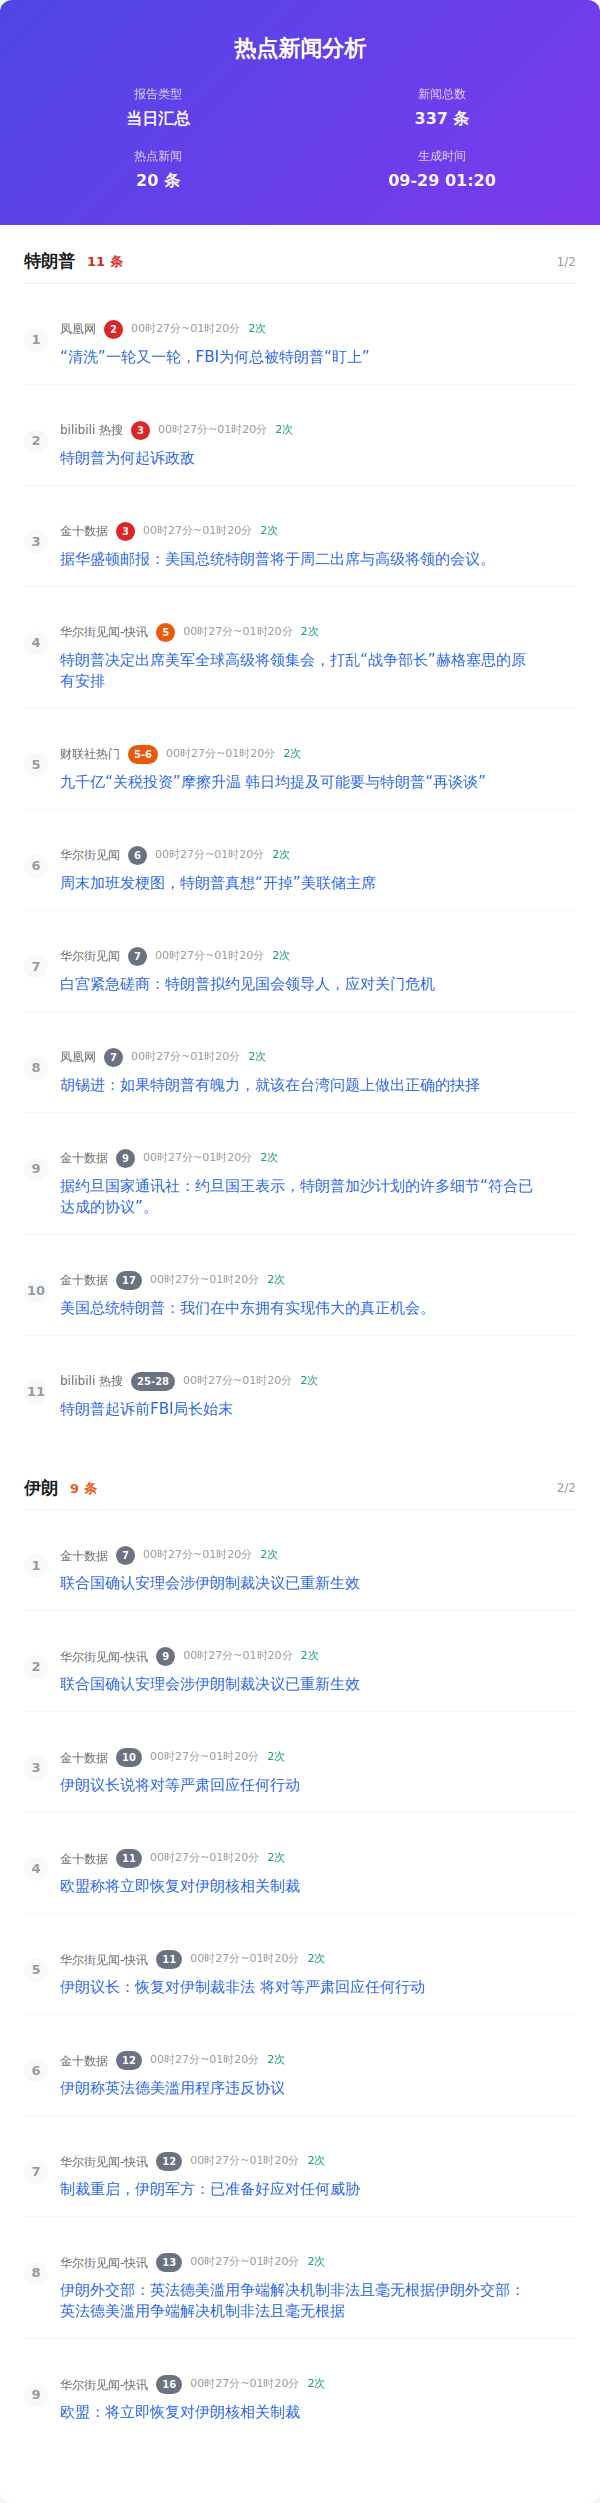 热点新闻分析
报告类型
新闻总数
当日汇总
337 条
热点新闻
生成时间
20 条
09-29 01:20
特朗普 11 条 1/2
1 凤凰网 2 00时27分~01时20分 2次
“清洗”一轮又一轮，FBI为何总被特朗普“盯上”
2 bilibili 热搜 3 00时27分~01时20分 2次
特朗普为何起诉政敌
3 金十数据 3 00时27分~01时20分 2次
据华盛顿邮报：美国总统特朗普将于周二出席与高级将领的会议。
4 华尔街见闻-快讯 5 00时27分~01时20分 2次
特朗普决定出席美军全球高级将领集会，打乱“战争部长”赫格塞思的原
有安排
5 财联社热门 5-6 00时27分~01时20分 2次
九千亿“关税投资”摩擦升温 韩日均提及可能要与特朗普“再谈谈”
6 华尔街见闻 6 00时27分~01时20分 2次
周末加班发梗图，特朗普真想“开掉”美联储主席
7 华尔街见闻 7 00时27分~01时20分 2次
白宫紧急磋商：特朗普拟约见国会领导人，应对关门危机
8 凤凰网 7 00时27分~01时20分 2次
胡锡进：如果特朗普有魄力，就该在台湾问题上做出正确的抉择
9 金十数据 9 00时27分~01时20分 2次
据约旦国家通讯社：约旦国王表示，特朗普加沙计划的许多细节“符合已
达成的协议”。
10 金十数据 17 00时27分~01时20分 2次
美国总统特朗普：我们在中东拥有实现伟大的真正机会。
11 bilibili 热搜 25-28 00时27分~01时20分 2次
特朗普起诉前FBI局长始末
伊朗 9 条 2/2
1 金十数据 7 00时27分~01时20分 2次
联合国确认安理会涉伊朗制裁决议已重新生效
2 华尔街见闻-快讯 9 00时27分~01时20分 2次
联合国确认安理会涉伊朗制裁决议已重新生效
3 金十数据 10 00时27分~01时20分 2次
伊朗议长说将对等严肃回应任何行动
4 金十数据 11 00时27分~01时20分 2次
欧盟称将立即恢复对伊朗核相关制裁
5 华尔街见闻-快讯 11 00时27分~01时20分 2次
伊朗议长：恢复对伊制裁非法 将对等严肃回应任何行动
6 金十数据 12 00时27分~01时20分 2次
伊朗称英法德美滥用程序违反协议
7 华尔街见闻-快讯 12 00时27分~01时20分 2次
制裁重启，伊朗军方：已准备好应对任何威胁
8 华尔街见闻-快讯 13 00时27分~01时20分 2次
伊朗外交部：英法德美滥用争端解决机制非法且毫无根据伊朗外交部：
英法德美滥用争端解决机制非法且毫无根据
9 华尔街见闻-快讯 16 00时27分~01时20分 2次
欧盟：将立即恢复对伊朗核相关制裁